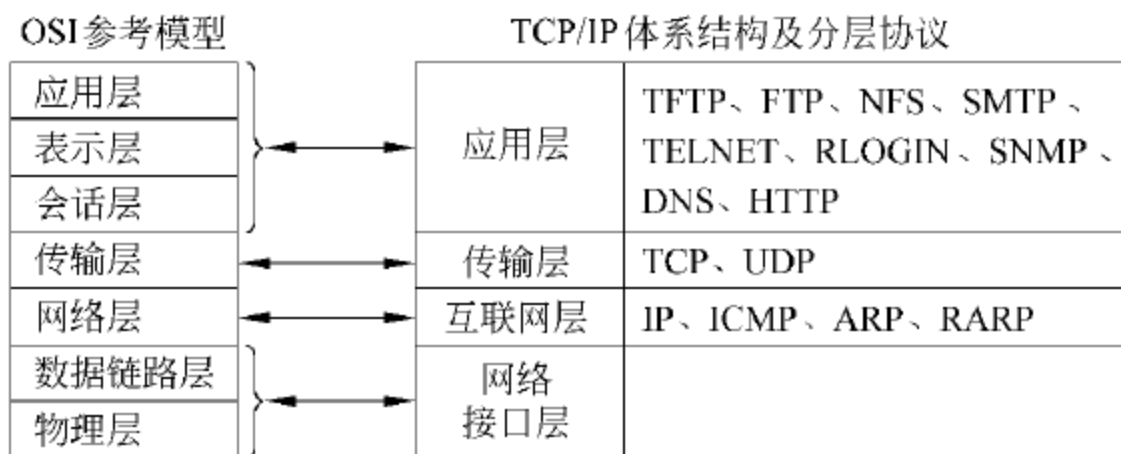 OSI参考模型
TCP/IP体系结构及分层协议
应用层
表示层
会话层
传输层
网络层
数据链路层
物理层
应用层
TFTP、FTP、NFS、SMTP、
TELNET、RLOGIN、SNMP、
DNS、HTTP
传输层
TCP、UDP
互联网层
IP、ICMP、ARP、RARP
网络
接口层